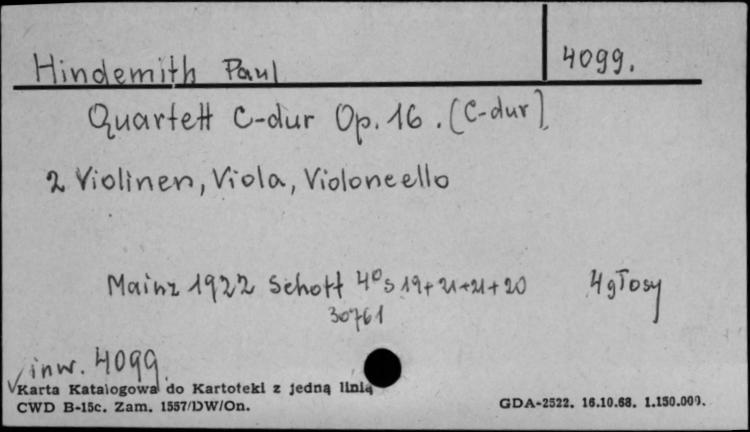 Hindemith Paul 4099.
Quartett C-dur Op. 16. (C-dur)
2 Violinen, Viola, Violoncello
Mainz 1922 Schott 4° s 19+21+21+20 4 głosy
30761
inw. 4099
Karta Katalogowa do Kartoteki z jedną linią
CWD B-15c. Zam. 1557/DW/On. GDA-2522. 16.10.68. 1.150.000.